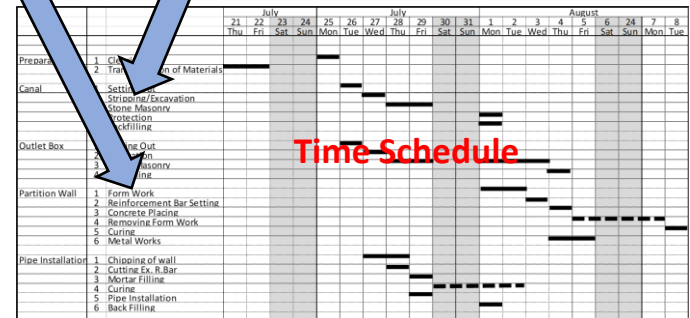 July July August
21 22 23 24 25 26 27 28 29 30 31 1 2 3 4 5 6 24 7 8
Thu Fri Sat Sun Mon Tue Wed Thu Fri Sat Sun Mon Tue Wed Thu Fri Sat Sun Mon Tue
1
2 of Materials
Canal
Stripping/Excavation
Stone Masonry
Outlet Box Out
3
Time Schedule
Partition Wall 1 Form Work
2 Reinforcement Bar Setting
3 Concrete Placing
4 Removing Form Work
5 Curing
6 Metal Works
Pipe Installation 1 Chipping of wall
2 Cutting Ex. R.Bar
3 Mortar Filling
4 Curing
5 Pipe Installation
6 Back Filling